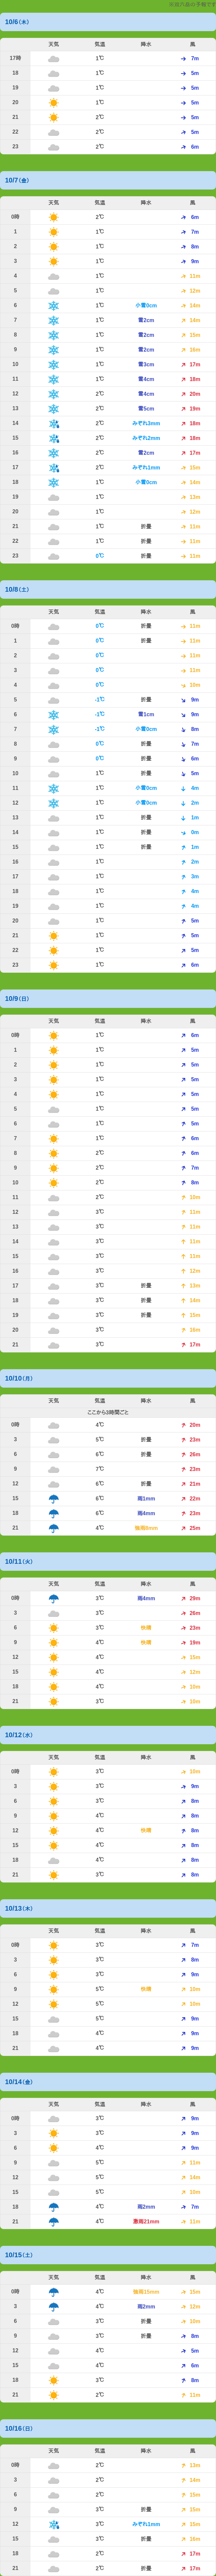 大気六面の予報です
10/6(木)
天気 気温 降水 風
17時 1℃ 7m
18 1℃ 5m
19 1℃ 5m
20 1℃ 5m
21 2℃ 5m
22 2℃ 5m
23 2℃ 6m
10/7(金)
天気 気温 降水 風
0時 2℃ 6m
1 1℃ 7m
2 1℃ 8m
3 1℃ 9m
4 1℃ 11m
5 1℃ 12m
6 1℃ 小雪0cm 14m
7 1℃ 雪2cm 14m
8 1℃ 雪2cm 15m
9 1℃ 雪2cm 16m
10 1℃ 雪3cm 17m
11 1℃ 雪4cm 18m
12 2℃ 雪4cm 20m
13 2℃ 雪5cm 19m
14 2℃ みぞれ3mm 18m
15 2℃ みぞれ2mm 18m
16 2℃ 雪2cm 17m
17 2℃ みぞれ1mm 15m
18 1℃ 小雪0cm 14m
19 1℃ 13m
20 1℃ 12m
21 1℃ 折曇 11m
22 1℃ 折曇 11m
23 0℃ 折曇 11m
10/8(土)
天気 気温 降水 風
0時 0℃ 折曇 11m
1 0℃ 折曇 11m
2 0℃ 11m
3 0℃ 11m
4 0℃ 10m
5 -1℃ 折曇 9m
6 -1℃ 雪1cm 9m
7 -1℃ 小雪0cm 8m
8 0℃ 折曇 7m
9 0℃ 折曇 6m
10 1℃ 折曇 5m
11 1℃ 小雪0cm 4m
12 1℃ 小雪0cm 2m
13 1℃ 折曇 1m
14 1℃ 折曇 0m
15 1℃ 折曇 1m
16 1℃ 2m
17 1℃ 3m
18 1℃ 4m
19 1℃ 4m
20 1℃ 5m
21 1℃ 5m
22 1℃ 5m
23 1℃ 6m
10/9(日)
天気 気温 降水 風
0時 1℃ 6m
1 1℃ 5m
2 1℃ 5m
3 1℃ 5m
4 1℃ 5m
5 1℃ 5m
6 1℃ 5m
7 1℃ 6m
8 2℃ 6m
9 2℃ 7m
10 2℃ 8m
11 2℃ 10m
12 3℃ 11m
13 3℃ 11m
14 3℃ 11m
15 3℃ 11m
16 3℃ 12m
17 3℃ 折曇 13m
18 3℃ 折曇 14m
19 3℃ 折曇 15m
20 3℃ 16m
21 3℃ 17m
10/10(月)
天気 気温 降水 風
ここから3時間ごと
0時 4℃ 20m
3 5℃ 折曇 23m
6 6℃ 折曇 26m
9 7℃ 23m
12 6℃ 折曇 21m
15 6℃ 雨1mm 22m
18 6℃ 雨4mm 23m
21 4℃ 強雨8mm 25m
10/11(火)
天気 気温 降水 風
0時 3℃ 雨4mm 29m
3 3℃ 26m
6 3℃ 快晴 23m
9 4℃ 快晴 19m
12 4℃ 15m
15 4℃ 12m
18 4℃ 10m
21 3℃ 10m
10/12(水)
天気 気温 降水 風
0時 3℃ 10m
3 3℃ 9m
6 3℃ 8m
9 4℃ 8m
12 4℃ 快晴 8m
15 4℃ 8m
18 4℃ 8m
21 3℃ 8m
10/13(木)
天気 気温 降水 風
0時 3℃ 7m
3 3℃ 8m
6 3℃ 9m
9 5℃ 快晴 10m
12 5℃ 10m
15 5℃ 9m
18 4℃ 9m
21 4℃ 9m
10/14(金)
天気 気温 降水 風
0時 3℃ 9m
3 3℃ 9m
6 4℃ 9m
9 5℃ 11m
12 5℃ 14m
15 5℃ 10m
18 4℃ 雨2mm 7m
21 4℃ 激雨21mm 11m
10/15(土)
天気 気温 降水 風
0時 4℃ 強雨15mm 15m
3 4℃ 雨2mm 12m
6 3℃ 折曇 10m
9 3℃ 折曇 8m
12 4℃ 5m
15 4℃ 6m
18 3℃ 8m
21 2℃ 11m
10/16(日)
天気 気温 降水 風
0時 2℃ 13m
3 2℃ 14m
6 2℃ 15m
9 3℃ 折曇 15m
12 3℃ みぞれ1mm 15m
15 3℃ 折曇 16m
18 2℃ 17m
21 2℃ 折曇 17m